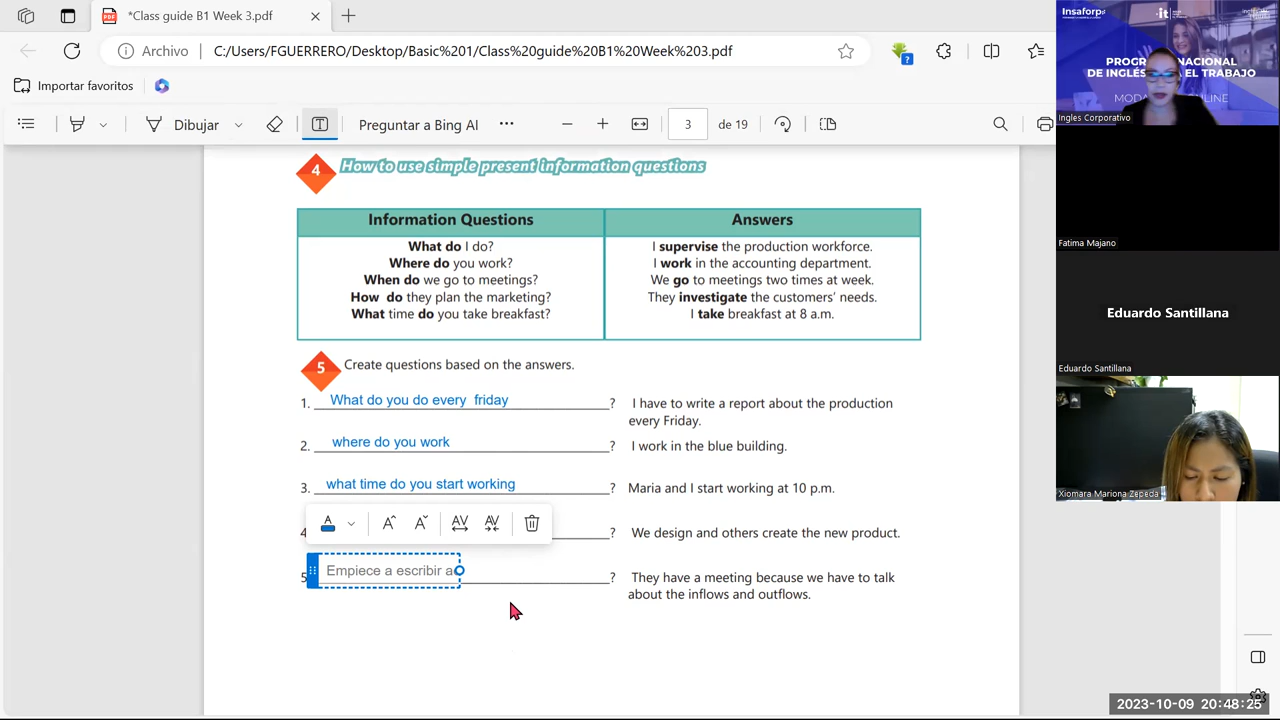 *Class guide B1 Week 3.pdf
Archivo
C:/Users/FGUERRERO/Desktop/Basic%201/Class%20guide%20B1%20Week%203.pdf
Importar favoritos
Dibujar
Preguntar a Bing AI
3
de 19
4
How to use simple present information questions
Information Questions
Answers
What do I do?
I supervise the production workforce.
Where do you work?
I work in the accounting department.
When do we go to meetings?
We go to meetings two times at week.
How do they plan the marketing?
They investigate the customers' needs.
What time do you take breakfast?
I take breakfast at 8 a.m.
5
Create questions based on the answers.
1. What do you do every friday ? I have to write a report about the production
every Friday.
2. where do you work ? I work in the blue building.
3. what time do you start working ? Maria and I start working at 10 p.m.
4 ? We design and others create the new product.
Empiece a escribir a
5 ? They have a meeting because we have to talk
about the inflows and outflows.
Insaforp
it
PROGR NACIONAL
DE INGLÉS A EL TRABAJO
MODA NLINE
Ingles Corporativo
Fatima Majano
Eduardo Santillana
Eduardo Santillana
Xiomara Mariona Zepeda
2023-10-09 20:48:25